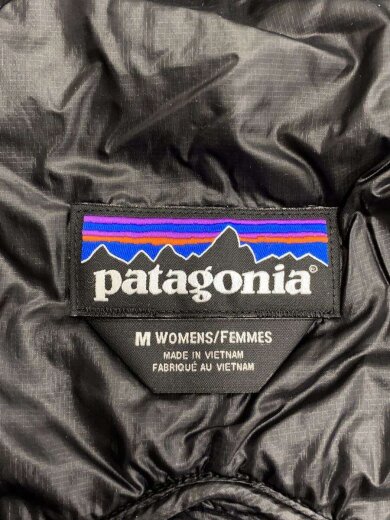 patagonia®
M WOMENS/FEMMES
MADE IN VIETNAM
FABRIQUÉ AU VIETNAM